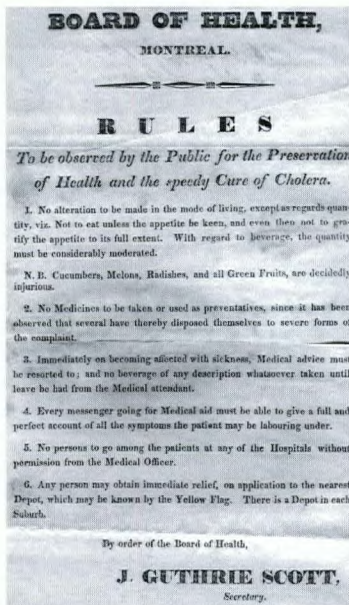 BOARD OF HEALTH,
MONTREAL.
RULES
To be observed by the Public for the Preservation
of Health and the speedy Cure of Cholera.
1. No alteration to be made in the mode of living, except as regards quan-
tity, viz. Not to eat unless the appetite be keen, and even then not to gra-
tify the appetite to its full extent. With regard to beverage, the quantity
must be considerably moderated.
N. B. Cucumbers, Melons, Radishes, and all Green Fruits, are decidedly
injurious.
2. No Medicines to be taken or used as preventatives, since it has been
observed that several have thereby disposed themselves to severe forms of
the complaint.
3. Immediately on becoming affected with sickness, Medical advice must
be resorted to; and no beverage of any description whatsoever taken until
leave be had from the Medical attendant.
4. Every messenger going for Medical aid must be able to give a full and
perfect account of all the symptoms the patient may be labouring under.
5. No persons to go among the patients at any of the Hospitals without
permission from the Medical Officer.
6. Any person may obtain immediate relief, on application to the nearest
Depot, which may be known by the Yellow Flag. There is a Depot in each
Suburb.
By order of the Board of Health,
J. GUTHRIE SCOTT,
Secretary.